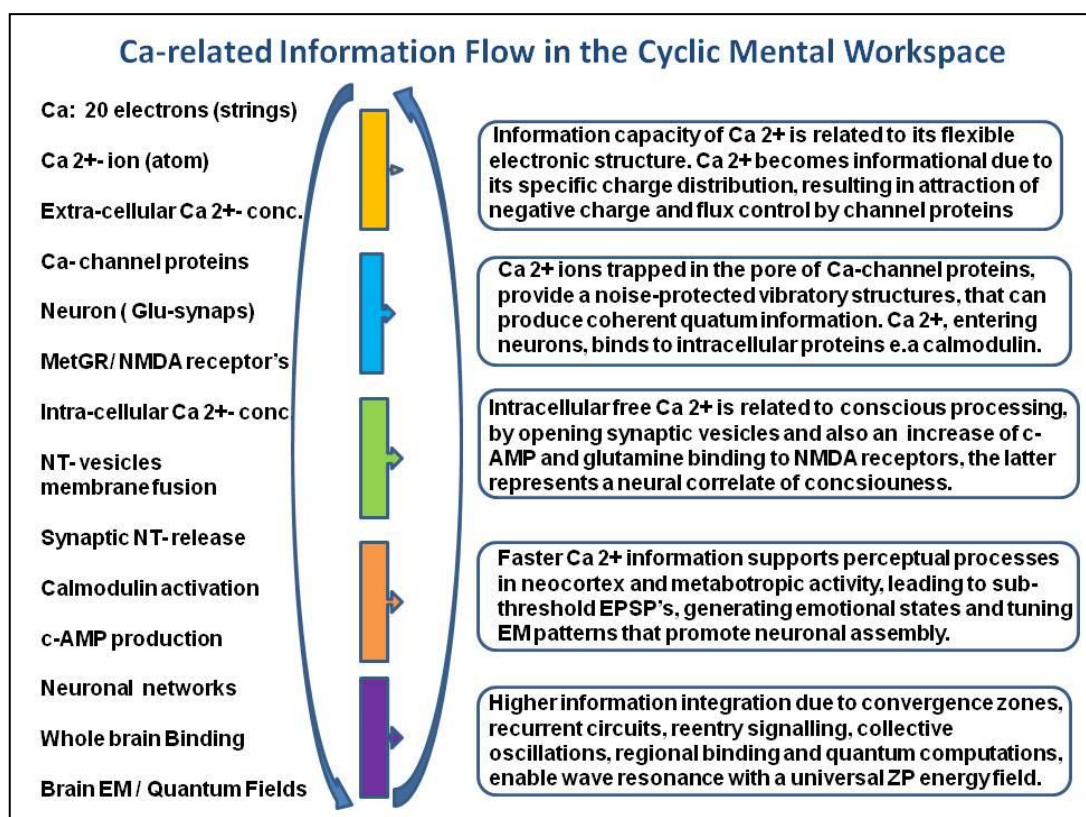 Ca-related Information Flow in the Cyclic Mental Workspace
Ca: 20 electrons (strings)
Ca 2+- ion (atom)
Extra-cellular Ca 2+- conc.
Ca- channel proteins
Neuron ( Glu-synaps)
MetGR/ NMDA receptor's
Intra-cellular Ca 2+- conc.
NT- vesicles
membrane fusion
Synaptic NT- release
Calmodulin activation
c-AMP production
Neuronal networks
Whole brain Binding
Brain EM / Quantum Fields
Information capacity of Ca 2+ is related to its flexible
electronic structure. Ca 2+ becomes informational due to
its specific charge distribution, resulting in attraction of
negative charge and flux control by channel proteins
Ca 2+ ions trapped in the pore of Ca-channel proteins,
provide a noise-protected vibratory structures, that can
produce coherent quatum information. Ca 2+, entering
neurons, binds to intracellular proteins e.a calmodulin.
Intracellular free Ca 2+ is related to conscious processing,
by opening synaptic vesicles and also an increase of c-
AMP and glutamine binding to NMDA receptors, the latter
represents a neural correlate of concsiouness.
Faster Ca 2+ information supports perceptual processes
in neocortex and metabotropic activity, leading to sub-
threshold EPSP's, generating emotional states and tuning
EM patterns that promote neuronal assembly.
Higher information integration due to convergence zones,
recurrent circuits, reentry signalling, collective
oscillations, regional binding and quantum computations,
enable wave resonance with a universal ZP energy field.